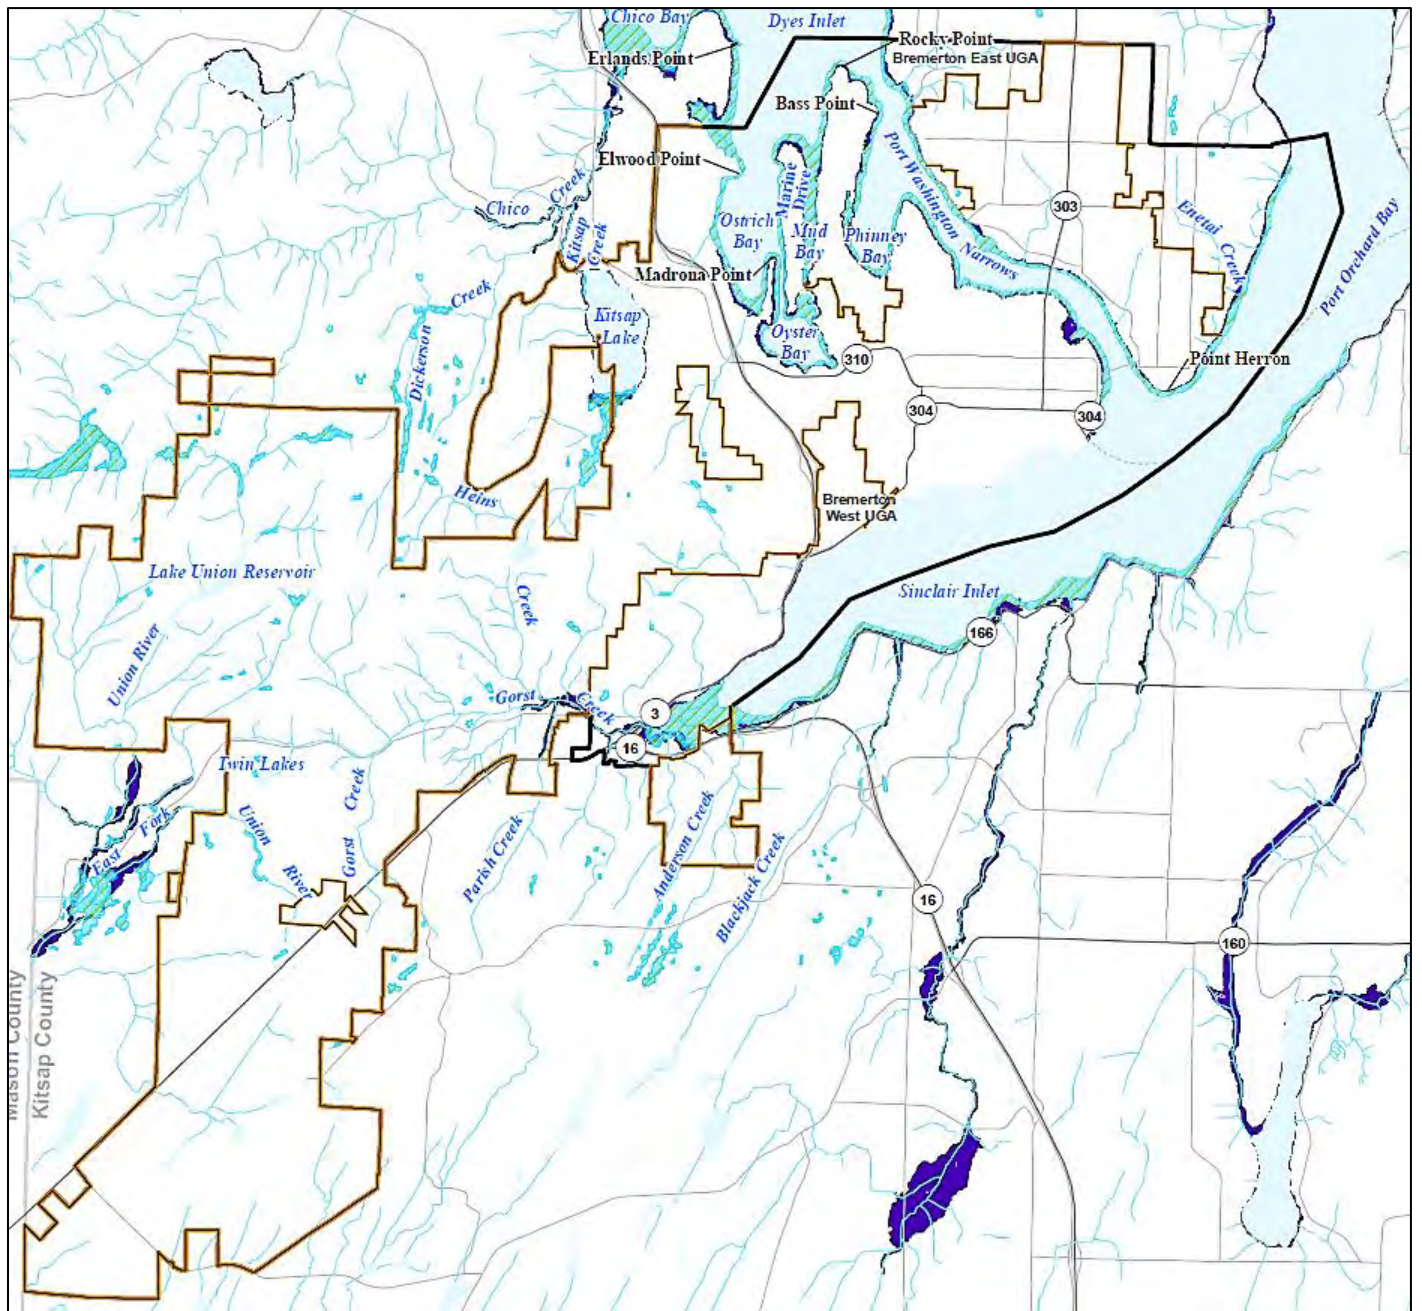 Chico Bay
Dyes Inlet
Rocky Point
Erlands Point
Bremerton East UGA
Bass Point
Elwood Point
Port Washington Narrows
Marine
Drive
Chico
Creek
Kitsap
Creek
303
Ostrich
Bay
Mud
Bay
Phinney
Bay
Enetai Creek
Port Orchard Bay
Madrona Point
Dickerson
Creek
Kitsap
Lake
Oyster
Bay
310
Point Herron
304
304
Heins
Creek
Bremerton
West UGA
Lake Union Reservoir
Sinclair Inlet
166
Union River
Gorst
Creek
3
16
Twin Lakes
East
Fork
Union
River
Gorst
Creek
Parish Creek
Anderson Creek
Blackjack Creek
16
160
Mason County
Kitsap County